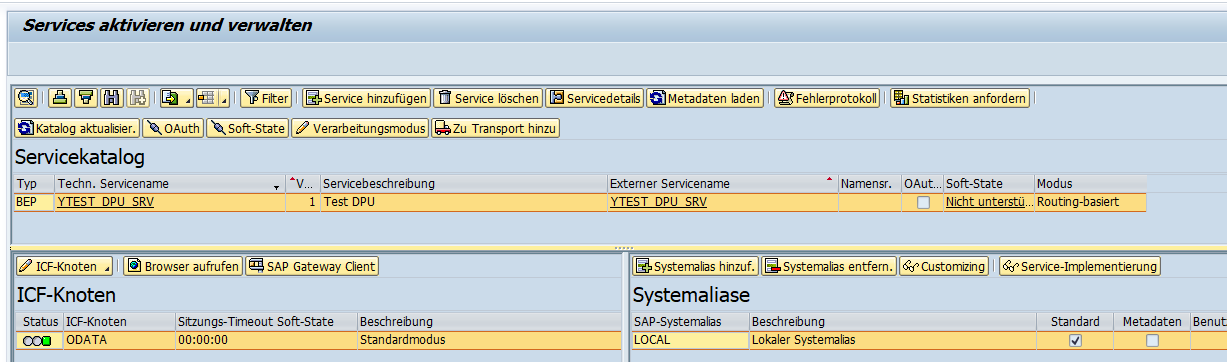 Services aktivieren und verwalten
Filter Service hinzufügen Service löschen Servicedetails Metadaten laden Fehlerprotokoll Statistiken anfordern
Katalog aktualisier. OAuth Soft-State Verarbeitungsmodus Zu Transport hinzu
Servicekatalog
Typ Techn. Servicename V... Servicebeschreibung Externer Servicename Namensr. OAut... Soft-State Modus
BEP YTEST_DPU_SRV 1 Test DPU YTEST_DPU_SRV Nicht unterstü... Routing-basiert
ICF-Knoten Browser aufrufen SAP Gateway Client
ICF-Knoten
Status ICF-Knoten Sitzungs-Timeout Soft-State Beschreibung
ODATA 00:00:00 Standardmodus
Systemalias hinzuf. Systemalias entfern. Customizing Service-Implementierung
Systemaliase
SAP-Systemalias Beschreibung Standard Metadaten Benut
LOCAL Lokaler Systemalias